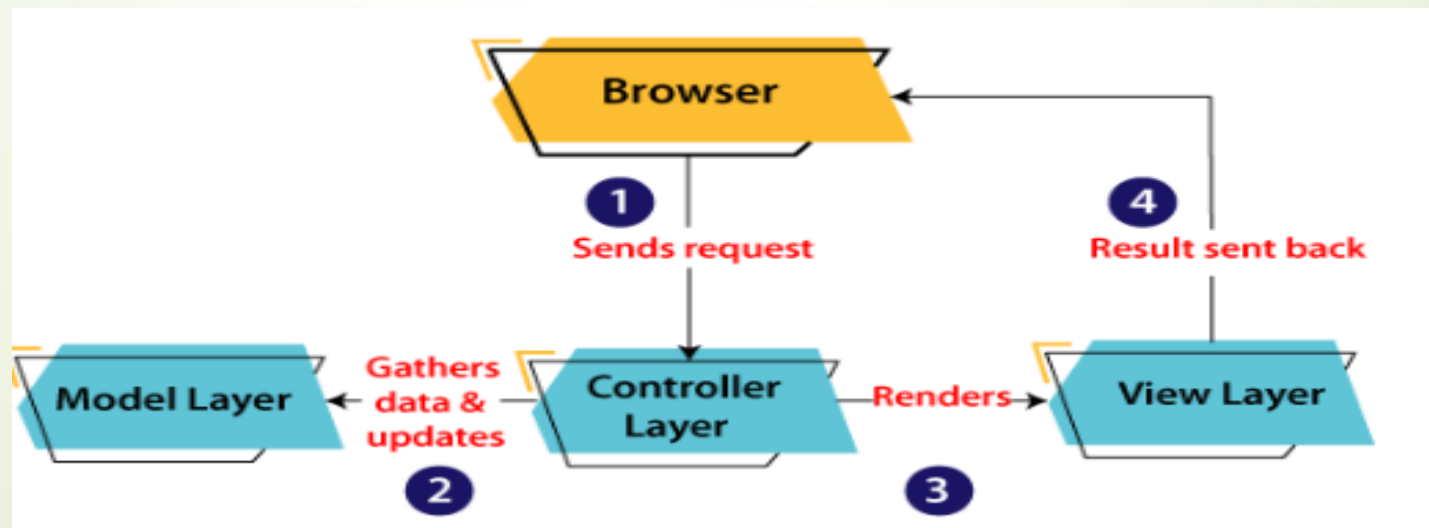 Browser
1
Sends request
4
Result sent back
Model Layer
Gathers
data &
updates
2
Controller
Layer
Renders
3
View Layer